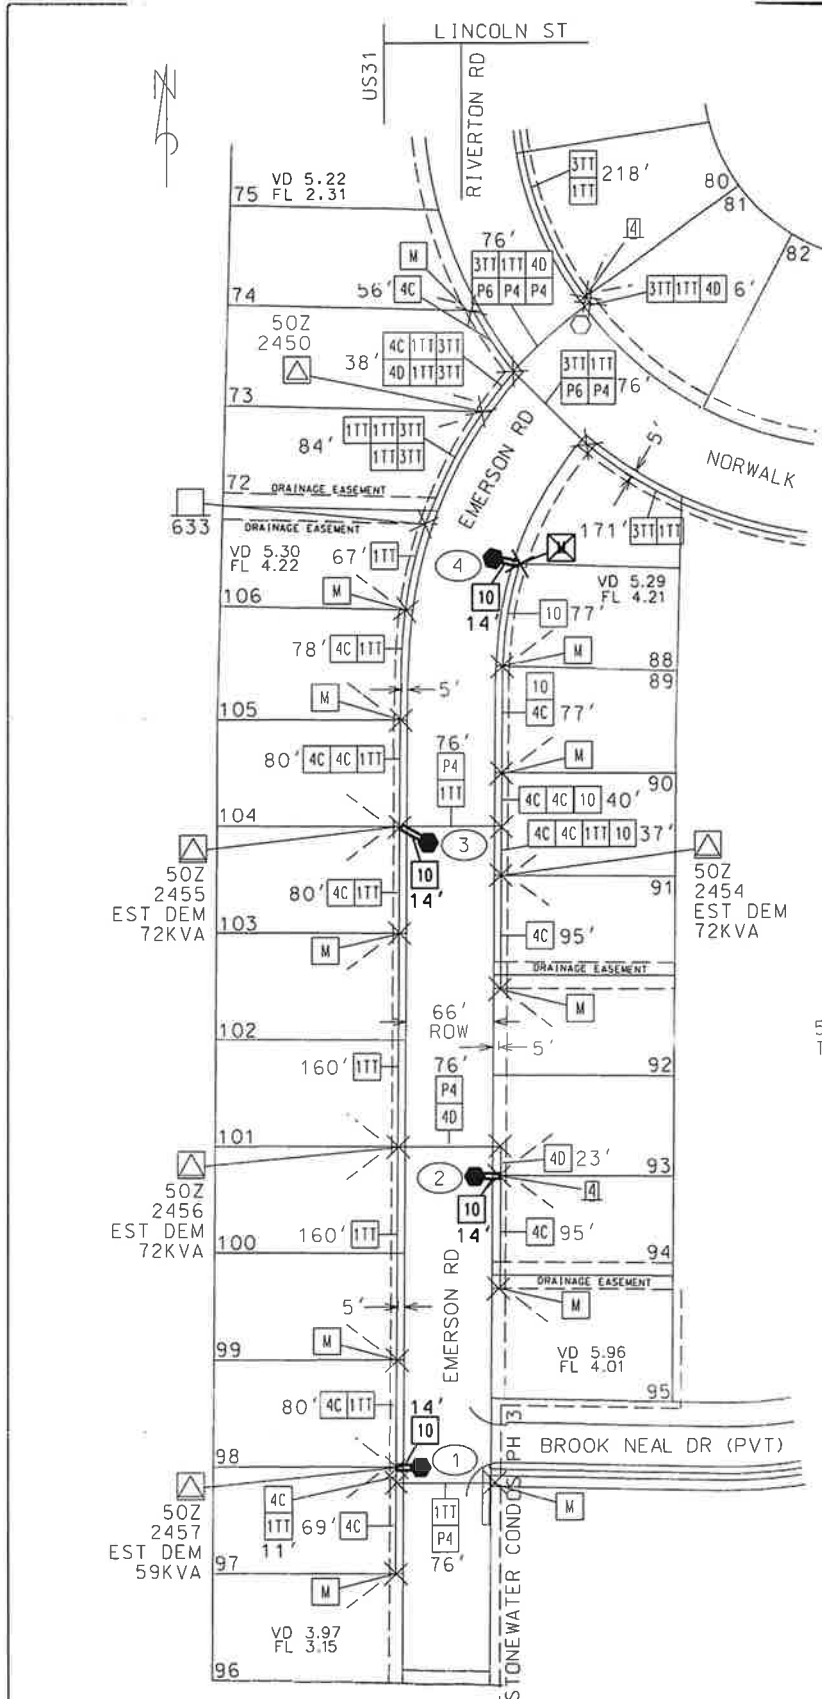 LINCOLN ST
US31
RIVERTON RD
N
75
VD 5.22
FL 2.31
3TT
1TT
218'
80
81
82
4
M
76'
3TT 1TT 4D
P6 P4 P4
3TT 1TT 4D 6'
74
56' 4C
50Z
2450
38'
4C 1TT 3TT
4D 1TT 3TT
3TT 1TT
P6 P4
76'
73
84'
1TT 1TT 3TT
1TT 3TT
EMERSON RD
5'
NORWALK
72
DRAINAGE EASEMENT
633
DRAINAGE EASEMENT
VD 5.30
FL 4.22
67' 1TT
171' 3TT 1TT
4
10
14'
VD 5.29
FL 4.21
M
106
10 77'
78' 4C 1TT
M
88
89
5'
M
105
10
4C
77'
80' 4C 4C 1TT
76'
P4
1TT
M
90
4C 4C 10 40'
104
3
4C 4C 1TT 10 37'
50Z
2455
EST DEM
72KVA
10
14'
80' 4C 1TT
50Z
2454
EST DEM
72KVA
91
103
M
4C 95'
DRAINAGE EASEMENT
M
66'
ROW
102
5'
5
T
160' 1TT
76'
P4
4D
92
101
4D 23'
93
2
10
14'
4
50Z
2456
EST DEM
72KVA
160' 1TT
4C 95'
100
94
EMERSON RD
DRAINAGE EASEMENT
M
5'
M
99
VD 5.96
FL 4.01
95
80' 4C 1TT
14'
10
1
BROOK NEAL DR (PVT)
98
50Z
2457
EST DEM
59KVA
4C
1TT
11'
69' 4C
1TT
P4
76'
M
97
M
VD 3.97
FL 3.15
96
STONEWATER CONDOS PH 3